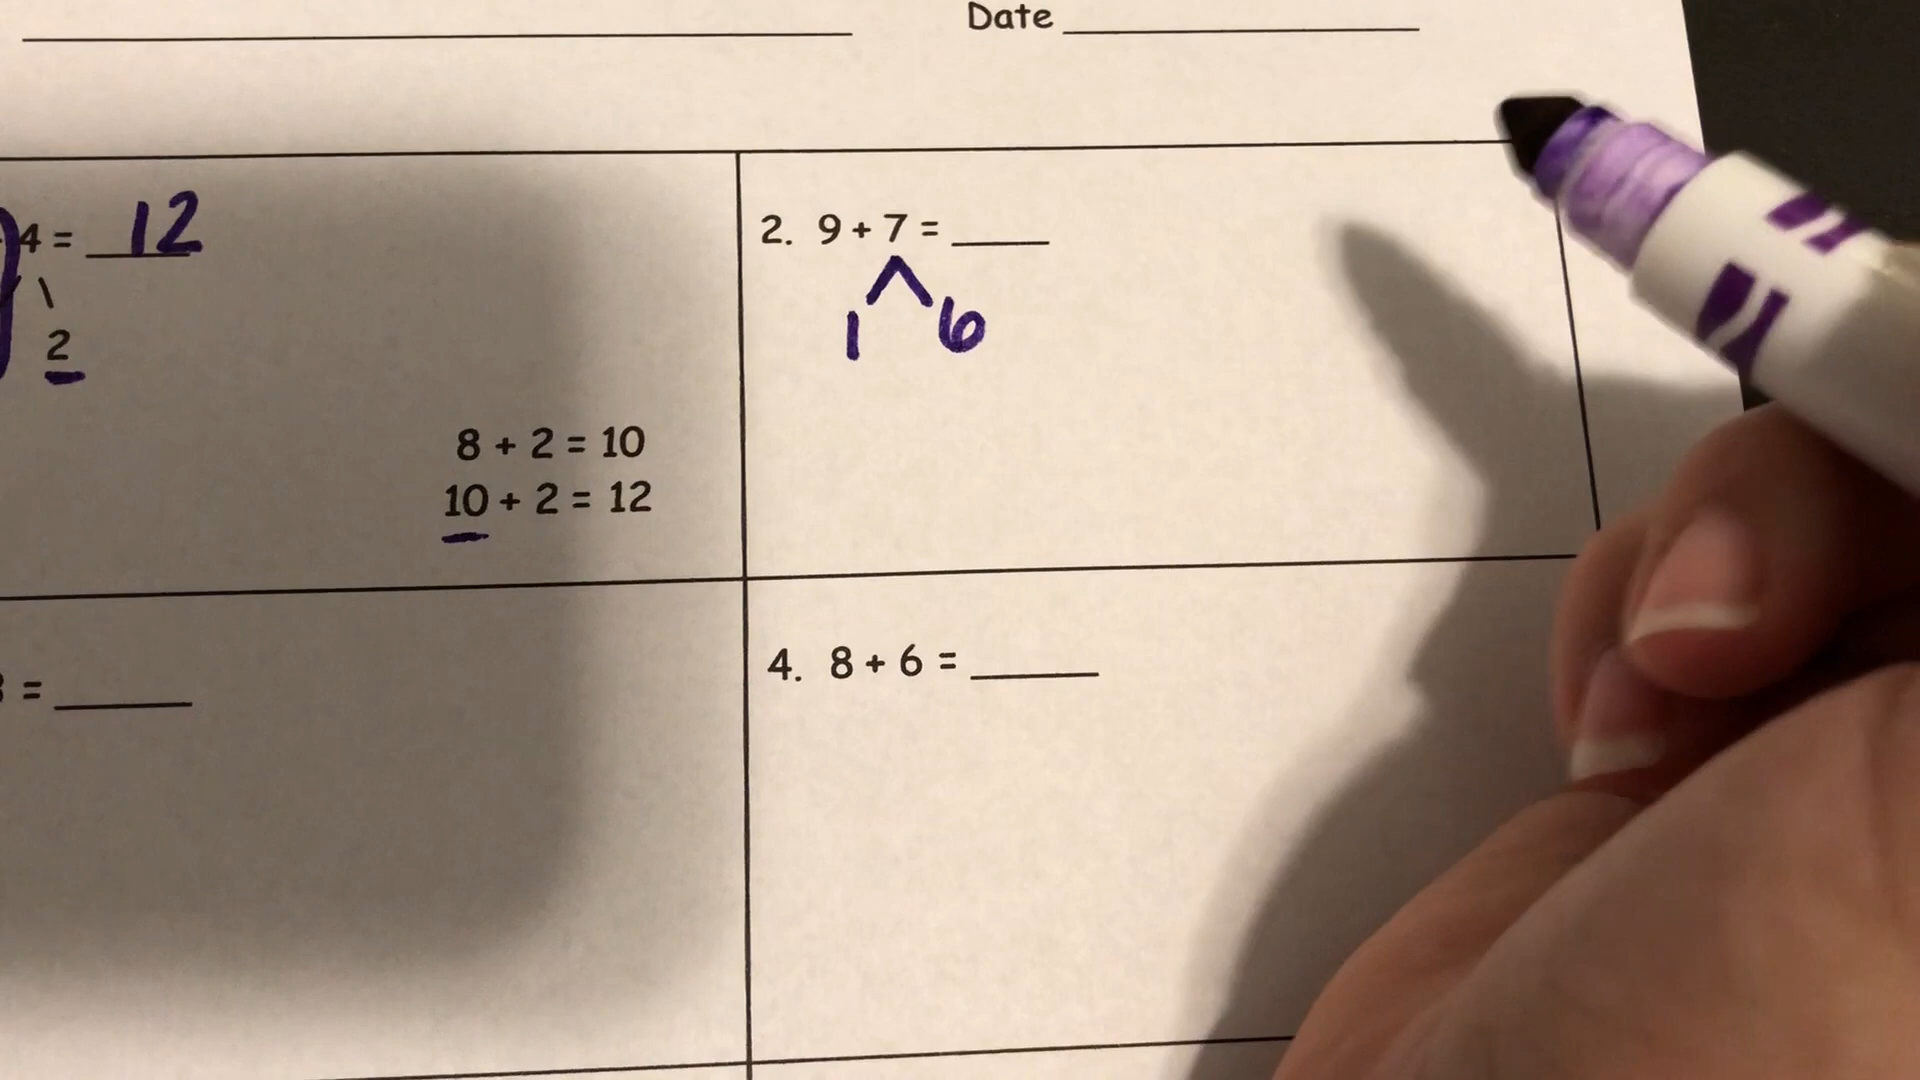 Date
4 = 12
\
2
8 + 2 = 10
10 + 2 = 12
2. 9 + 7 =
1 6
=
4. 8 + 6 =